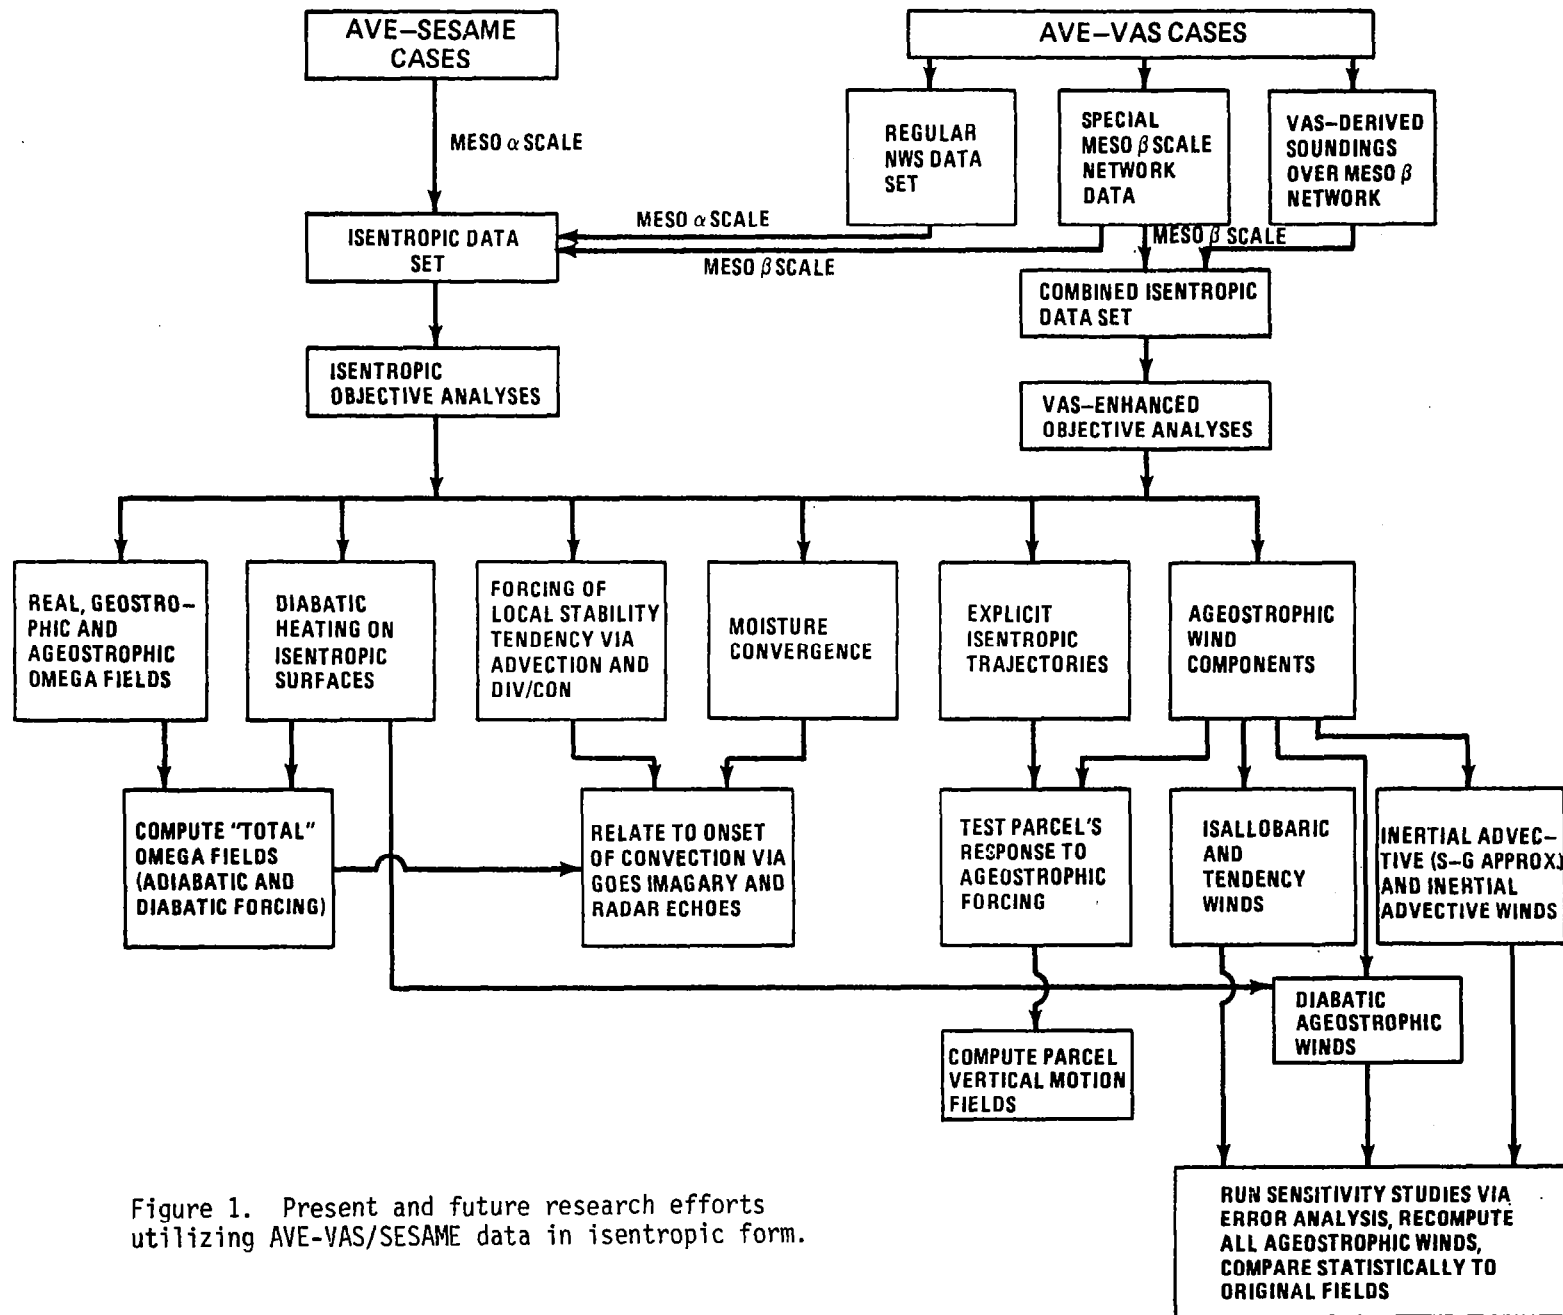 AVE–SESAME
CASES
AVE–VAS CASES
MESO α SCALE
REGULAR
NWS DATA
SET
SPECIAL
MESO β SCALE
NETWORK
DATA
VAS-DERIVED
SOUNDINGS
OVER MESO β
NETWORK
MESO α SCALE
MESO β SCALE
MESO β SCALE
ISENTROPIC DATA
SET
COMBINED ISENTROPIC
DATA SET
ISENTROPIC
OBJECTIVE ANALYSES
VAS–ENHANCED
OBJECTIVE ANALYSES
REAL, GEOSTRO–
PHIC AND
AGEOSTROPHIC
OMEGA FIELDS
DIABATIC
HEATING ON
ISENTROPIC
SURFACES
FORCING OF
LOCAL STABILITY
TENDENCY VIA
ADVECTION AND
DIV/CON
MOISTURE
CONVERGENCE
EXPLICIT
ISENTROPIC
TRAJECTORIES
AGEOSTROPHIC
WIND
COMPONENTS
COMPUTE "TOTAL"
OMEGA FIELDS
(ADIABATIC AND
DIABATIC FORCING)
RELATE TO ONSET
OF CONVECTION VIA
GOES IMAGARY AND
RADAR ECHOES
TEST PARCEL'S
RESPONSE TO
AGEOSTROPHIC
FORCING
ISALLOBARIC
AND
TENDENCY
WINDS
INERTIAL ADVEC–
TIVE (S–G APPROX.)
AND INERTIAL
ADVECTIVE WINDS
DIABATIC
AGEOSTROPHIC
WINDS
COMPUTE PARCEL
VERTICAL MOTION
FIELDS
RUN SENSITIVITY STUDIES VIA
ERROR ANALYSIS, RECOMPUTE
ALL AGEOSTROPHIC WINDS,
COMPARE STATISTICALLY TO
ORIGINAL FIELDS
Figure 1. Present and future research efforts
utilizing AVE-VAS/SESAME data in isentropic form.